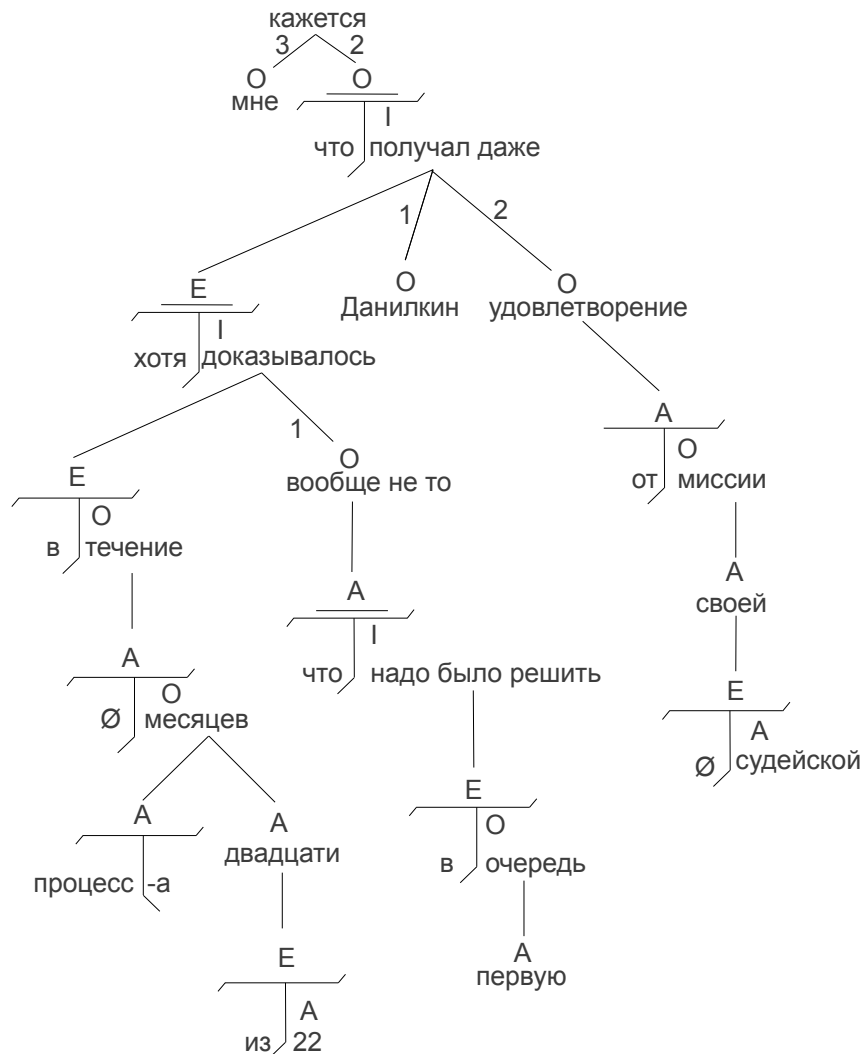 кажется
3 2
О О
мне
I
что получал даже
1 2
Е О О
Данилкин удовлетворение
I
хотя доказывалось
1
А
Е О О
вообще не то от миссии
О
в течение
А А
своей
I
А что надо было решить
О Е
Ø месяцев А
Ø судейской
А А Е
двадцати О
процесс -а в очередь
Е А
первую
А
из 22